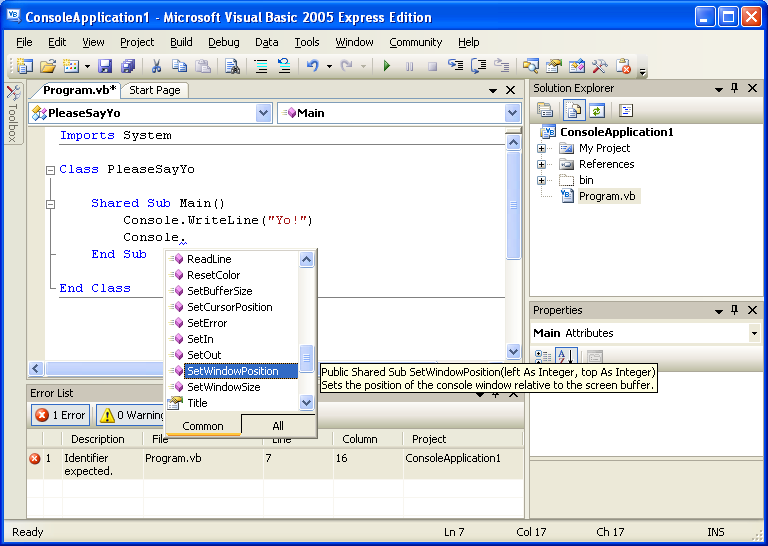 ConsoleApplication1 - Microsoft Visual Basic 2005 Express Edition
File Edit View Project Build Debug Data Tools Window Community Help
Program.vb* Start Page
PleaseSayYo Main
Toolbox
Imports System
Class PleaseSayYo
Shared Sub Main()
Console.WriteLine("Yo!")
Console.
End Sub
End Class
ReadLine
ResetColor
SetBufferSize
SetCursorPosition
SetError
SetIn
SetOut
SetWindowPosition
SetWindowSize
Title
Common All
Public Shared Sub SetWindowPosition(left As Integer, top As Integer)
Sets the position of the console window relative to the screen buffer.
Solution Explorer
ConsoleApplication1
My Project
References
bin
Program.vb
Properties
Main Attributes
Error List
1 Error 0 Warning
Description File Line Column Project
1 Identifier expected. Program.vb 7 16 ConsoleApplication1
Ready Ln 7 Col 17 Ch 17 INS